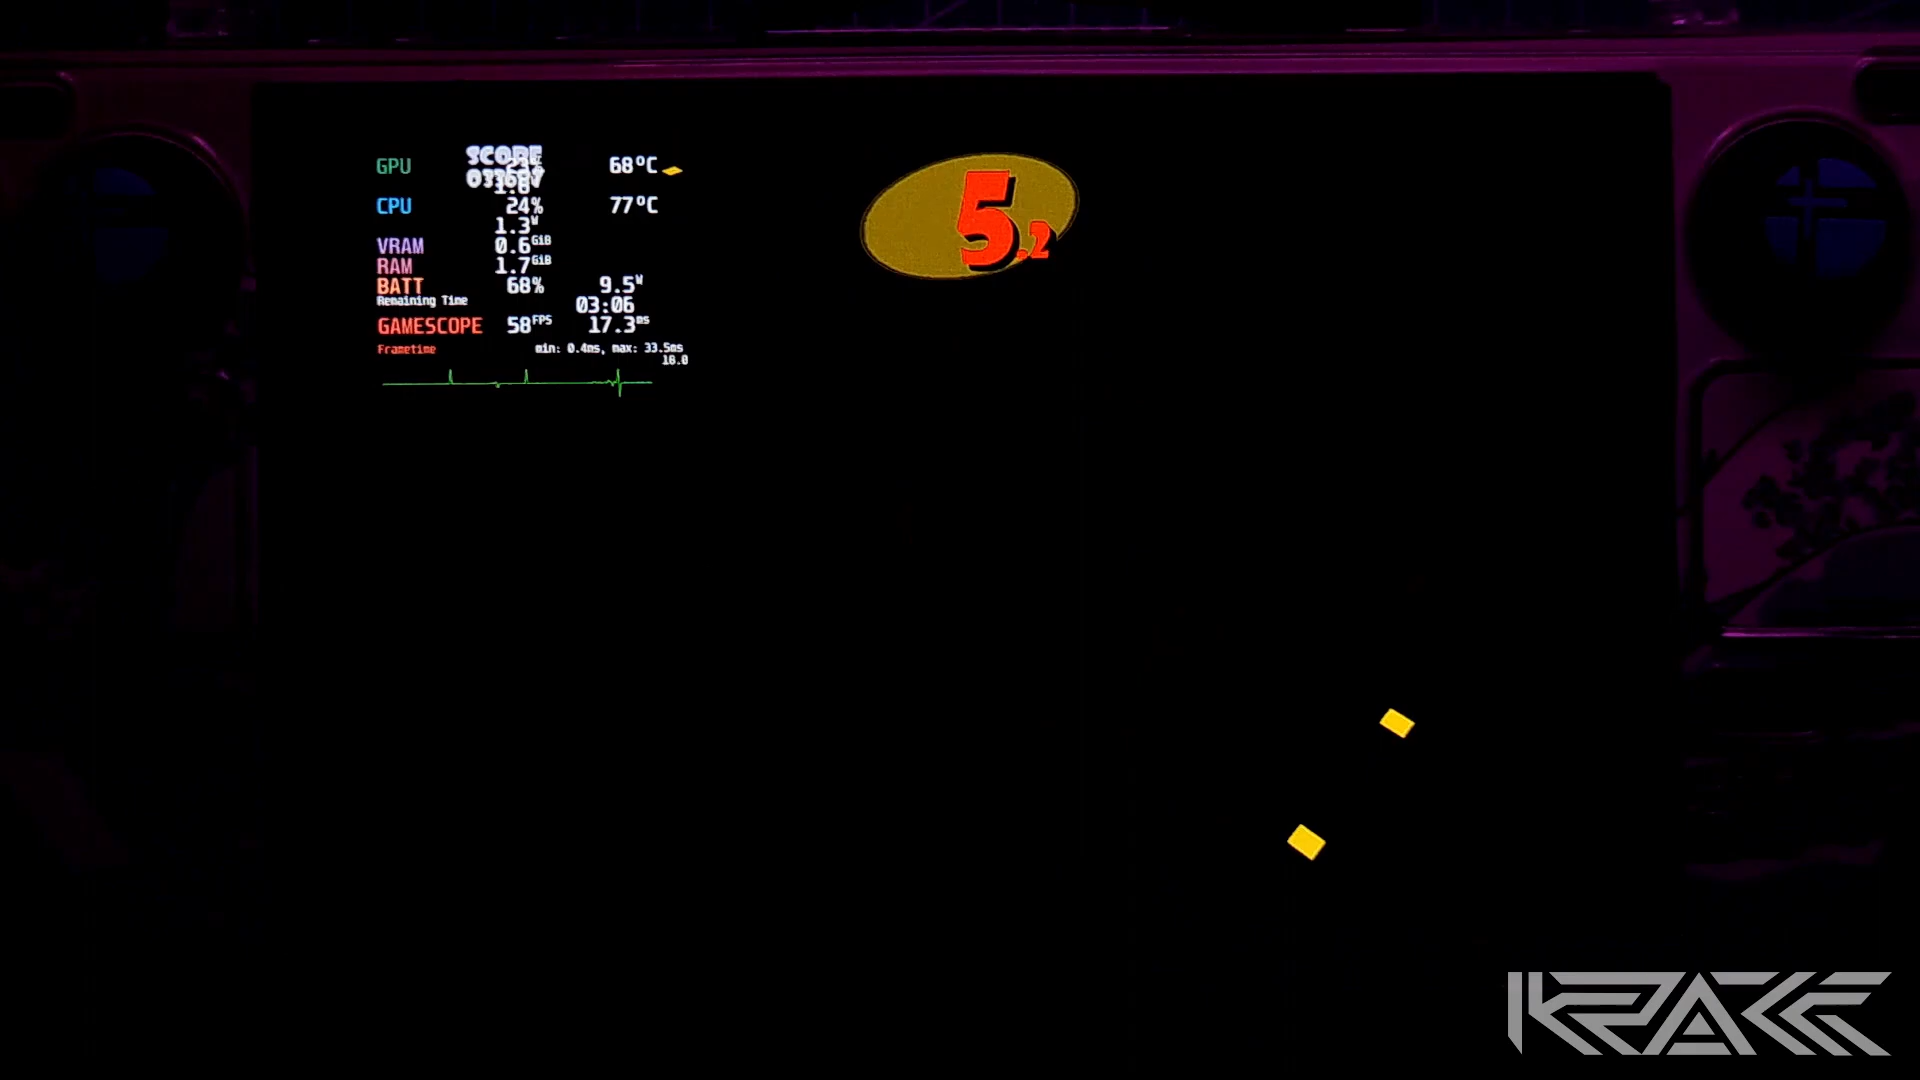 SCORE
GPU 68°C
CPU 24% 77°C
1.3W
VRAM 0.6GiB
RAM 1.7GiB
BATT 68% 9.5W
Remaining Time 03:06
GAMESCOPE 58FPS 17.3ms
Frametime min: 0.4ms, max: 33.5ms
18.0
5.2